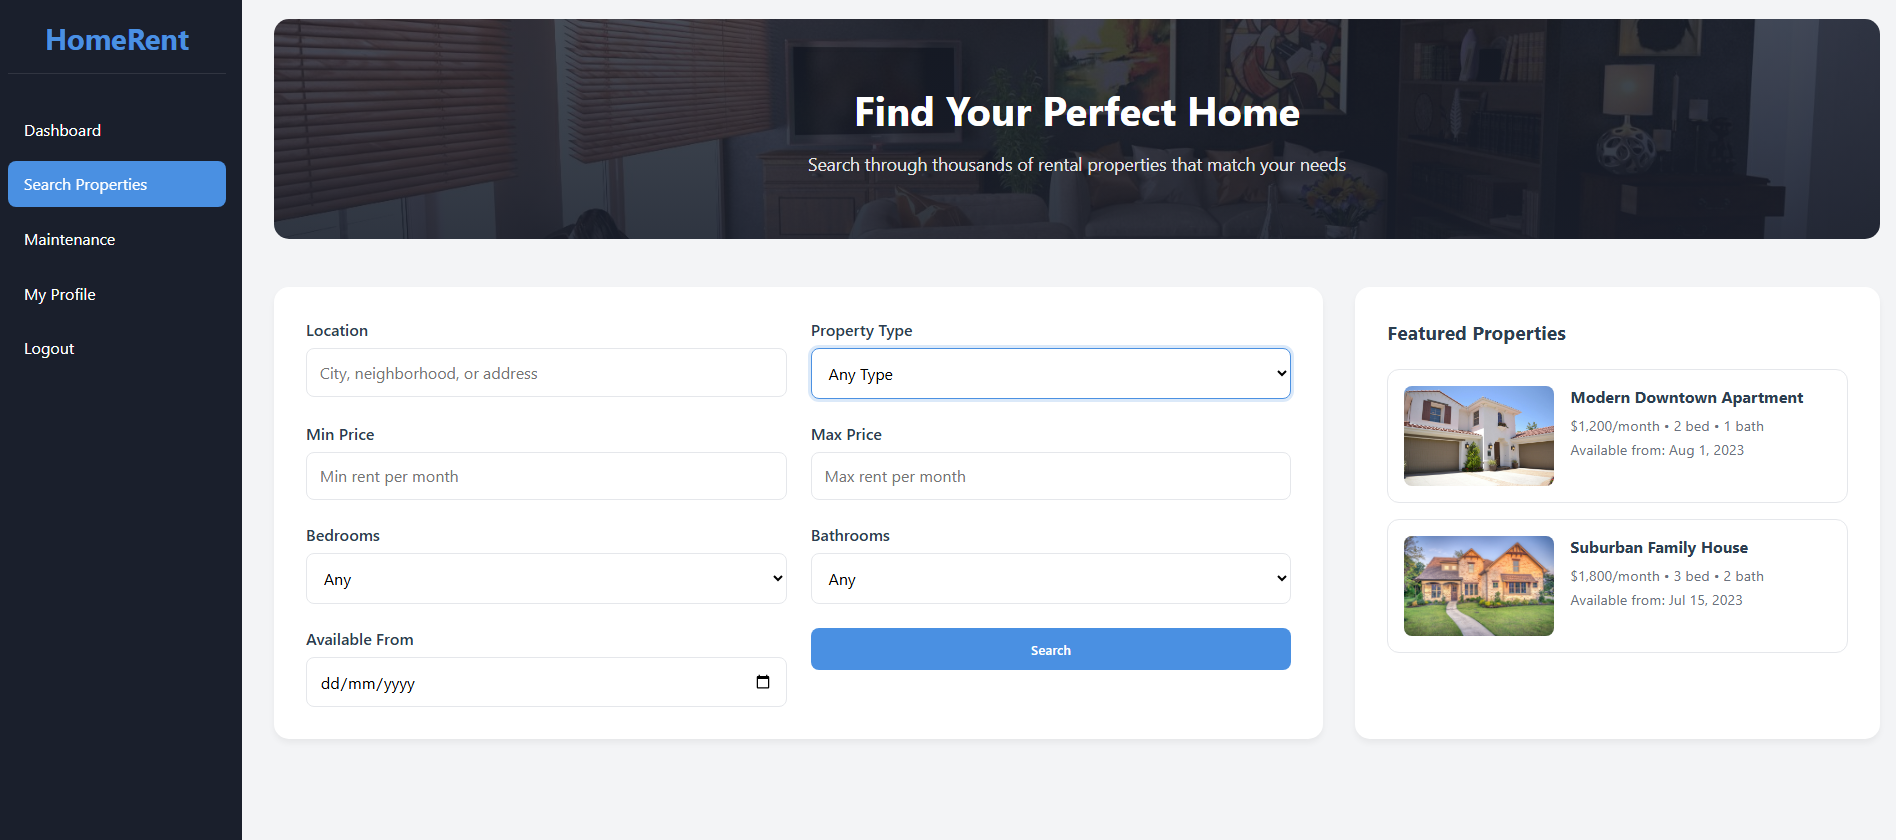 HomeRent
Dashboard
Search Properties
Maintenance
My Profile
Logout
Find Your Perfect Home
Search through thousands of rental properties that match your needs
Location
City, neighborhood, or address
Property Type
Any Type
Min Price
Min rent per month
Max Price
Max rent per month
Bedrooms
Any
Bathrooms
Any
Available From
dd/mm/yyyy
Search
Featured Properties
Modern Downtown Apartment
$1,200/month • 2 bed • 1 bath
Available from: Aug 1, 2023
Suburban Family House
$1,800/month • 3 bed • 2 bath
Available from: Jul 15, 2023